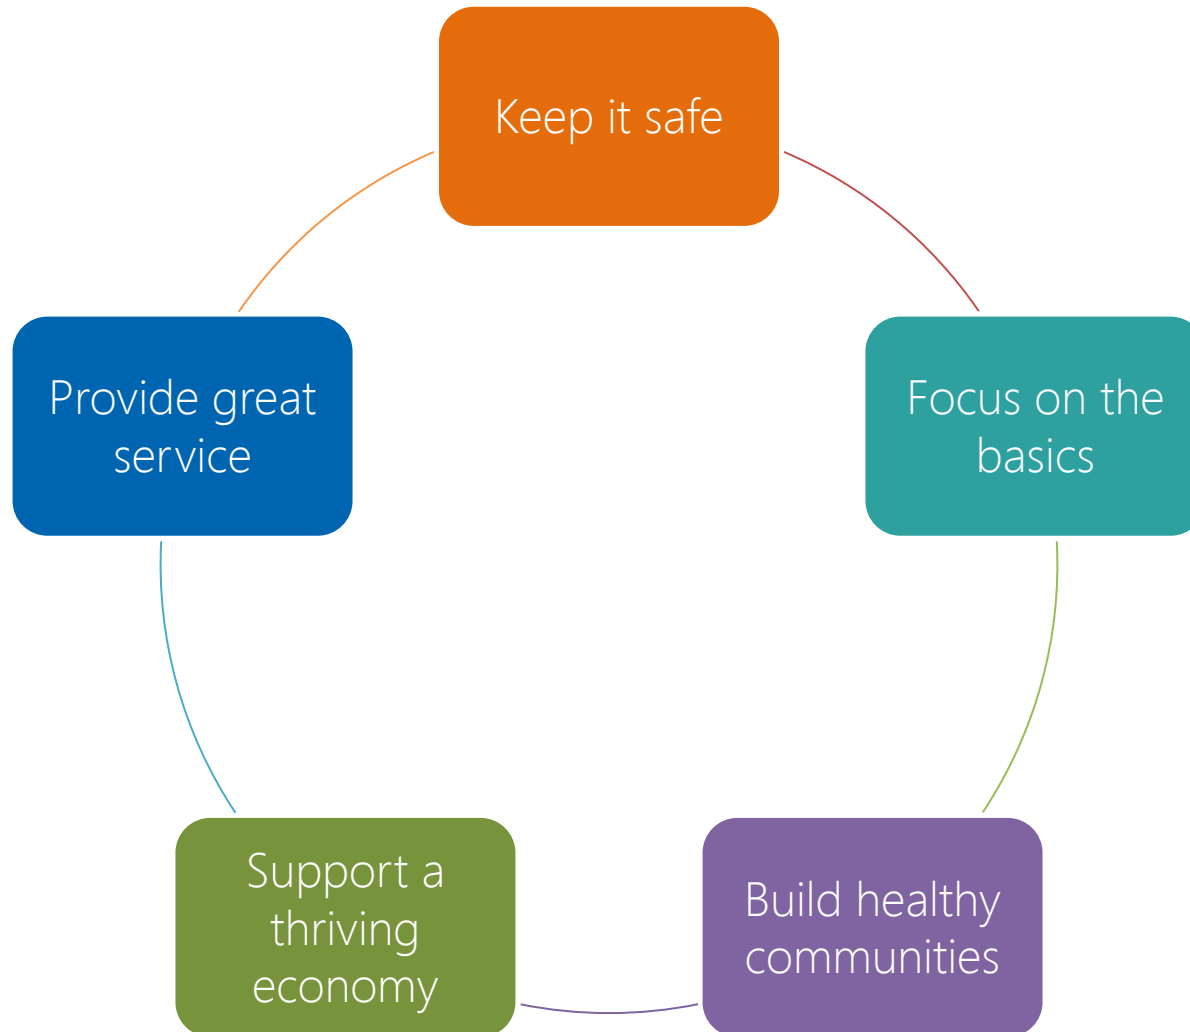 Keep it safe
Focus on the
basics
Build healthy
communities
Support a
thriving
economy
Provide great
service